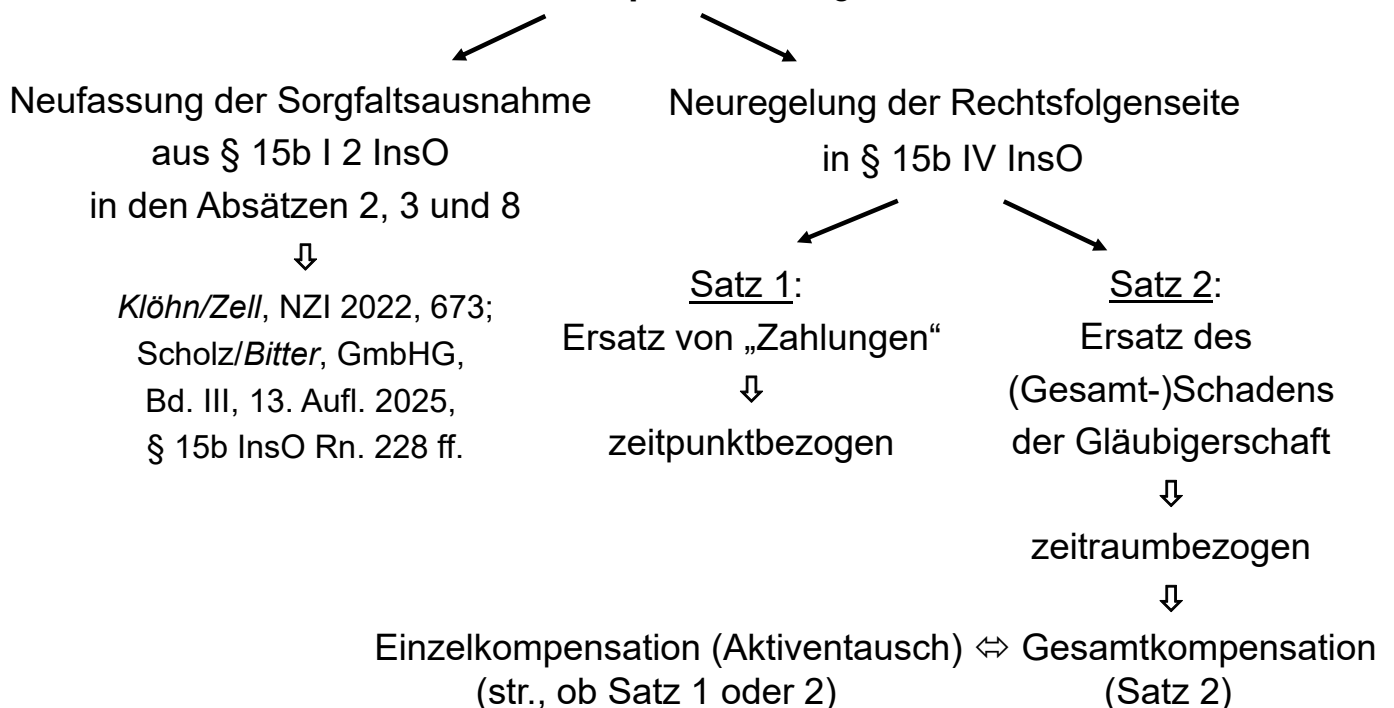 Neufassung der Sorgfaltsausnahme
aus § 15b I 2 InsO
in den Absätzen 2, 3 und 8
⇩
Klöhn/Zell, NZI 2022, 673;
Scholz/Bitter, GmbHG,
Bd. III, 13. Aufl. 2025,
§ 15b InsO Rn. 228 ff.
Neuregelung der Rechtsfolgenseite
in § 15b IV InsO
Satz 1:
Ersatz von „Zahlungen“
⇩
zeitpunktbezogen
Satz 2:
Ersatz des
(Gesamt-)Schadens
der Gläubigerschaft
⇩
zeitraumbezogen
⇩
Einzelkompensation (Aktiventausch) ⇔ Gesamtkompensation
(str., ob Satz 1 oder 2) (Satz 2)